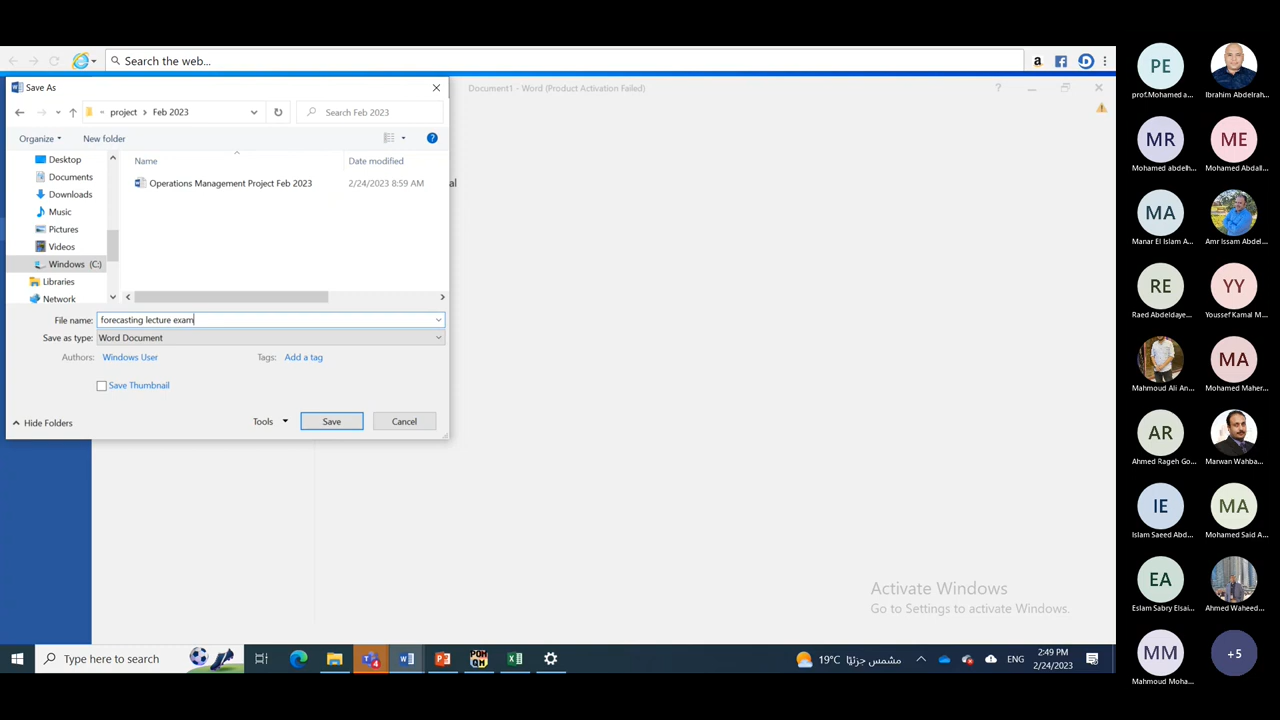 Search the web...
Save As
Document1 - Word (Product Activation Failed)
project
Feb 2023
Search Feb 2023
Organize
New folder
Desktop
Documents
Downloads
Music
Pictures
Videos
Windows (C:)
Libraries
Network
Name
Date modified
Operations Management Project Feb 2023
2/24/2023 8:59 AM
al
File name:
forecasting lecture exam
Save as type:
Word Document
Authors:
Windows User
Tags:
Add a tag
Save Thumbnail
Hide Folders
Tools
Save
Cancel
Activate Windows
Go to Settings to activate Windows.
Type here to search
POM
QM
19°C مشمس جزئيًا
ENG
2:49 PM
2/24/2023
PE
prof.Mohamed a...
Ibrahim Abdelrah...
MR
Mohamed abdelh...
ME
Mohamed Abdall...
MA
Manar El Islam A...
Amr Issam Abdel...
RE
Raed Abdeldaye...
YY
Youssef Kamal M...
Mahmoud Ali An...
MA
Mohamed Maher...
AR
Ahmed Rageh Go...
Marwan Wahba...
IE
Islam Saeed Abd...
MA
Mohamed Said A...
EA
Eslam Sabry Elsai...
Ahmed Waheed...
MM
Mahmoud Moha...
+5